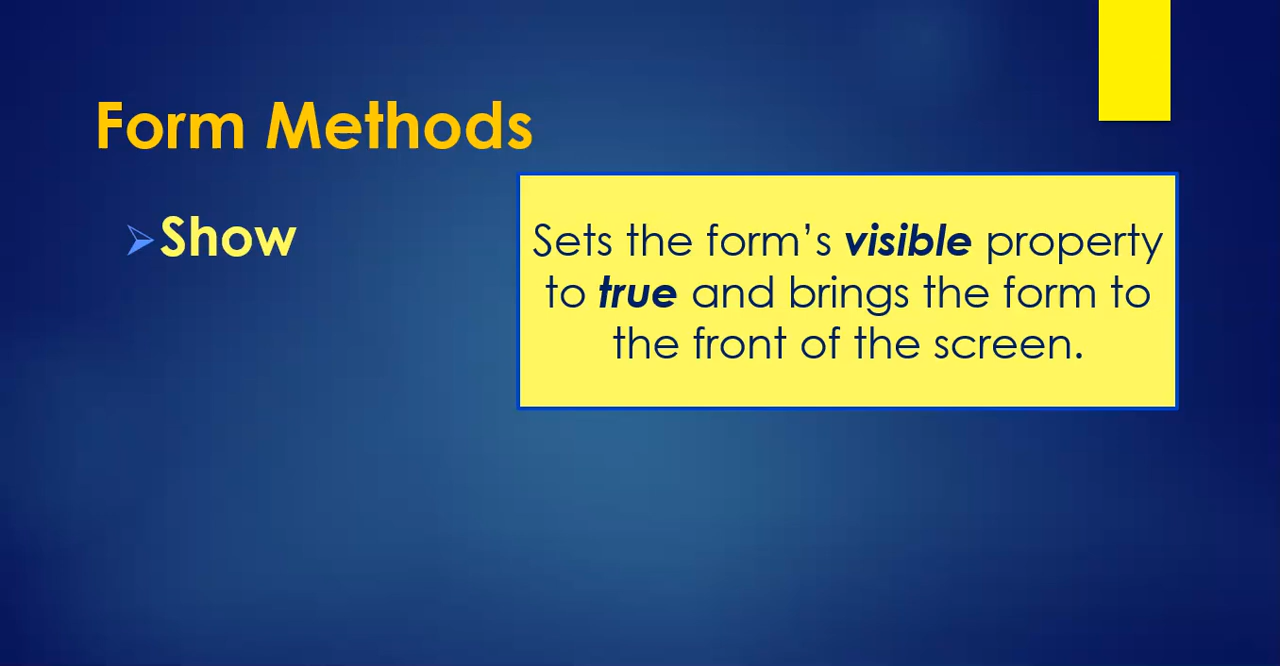 Form Methods
Show
Sets the form’s visible property
to true and brings the form to
the front of the screen.